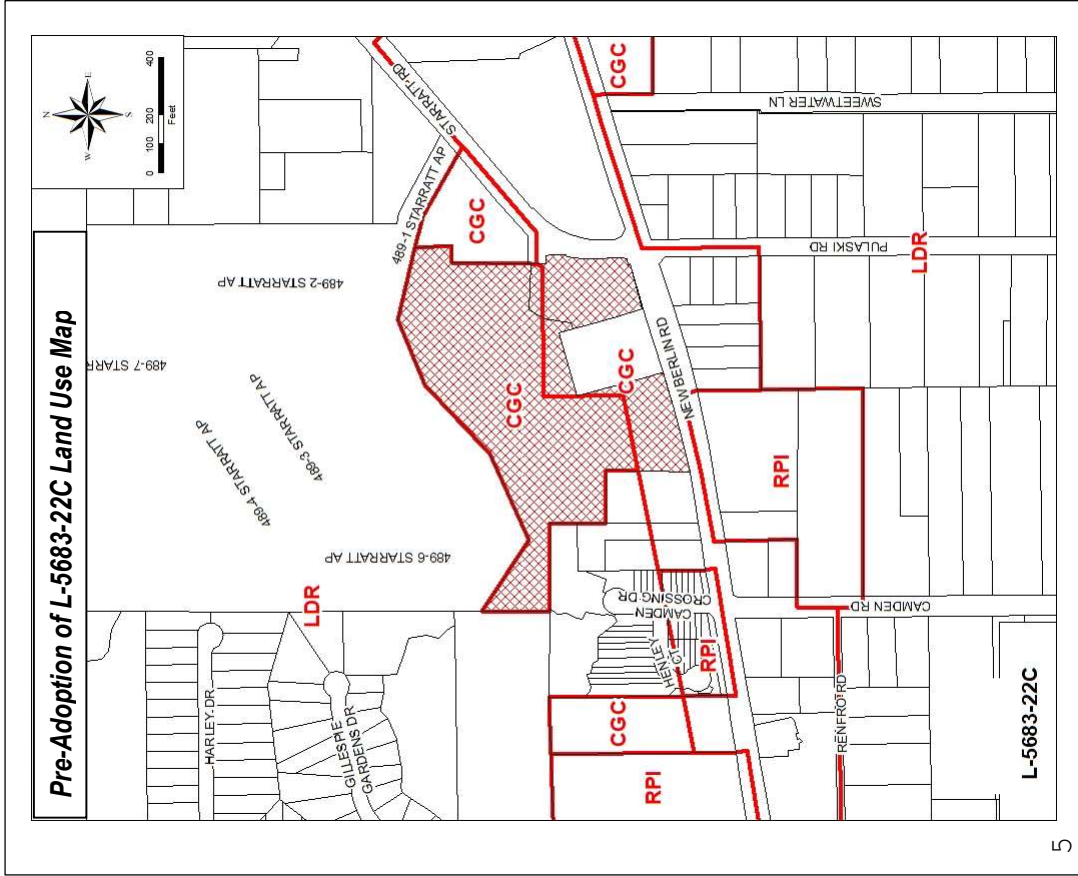 Pre-Adoption of L-5683-22C Land Use Map
N
W
E
S
0 100 200 400
Feet
HARLEY DR
GILLESPIE
GARDENS DR
LDR
489-7 STARR
489-4 STARRATT AP
489-3 STARRATT AP
489-2 STARRATT AP
489-6 STARRATT AP
489-1 STARRATT AP
STARRATT RD
CGC
CGC
CGC
CGC
CGC
NEW BERLIN RD
CAMDEN
CROSSING DR
HENLEY
CT
RPI
RPI
RPI
CAMDEN RD
RENFRO RD
PULASKI RD
SWEETWATER LN
LDR
L-5683-22C
5